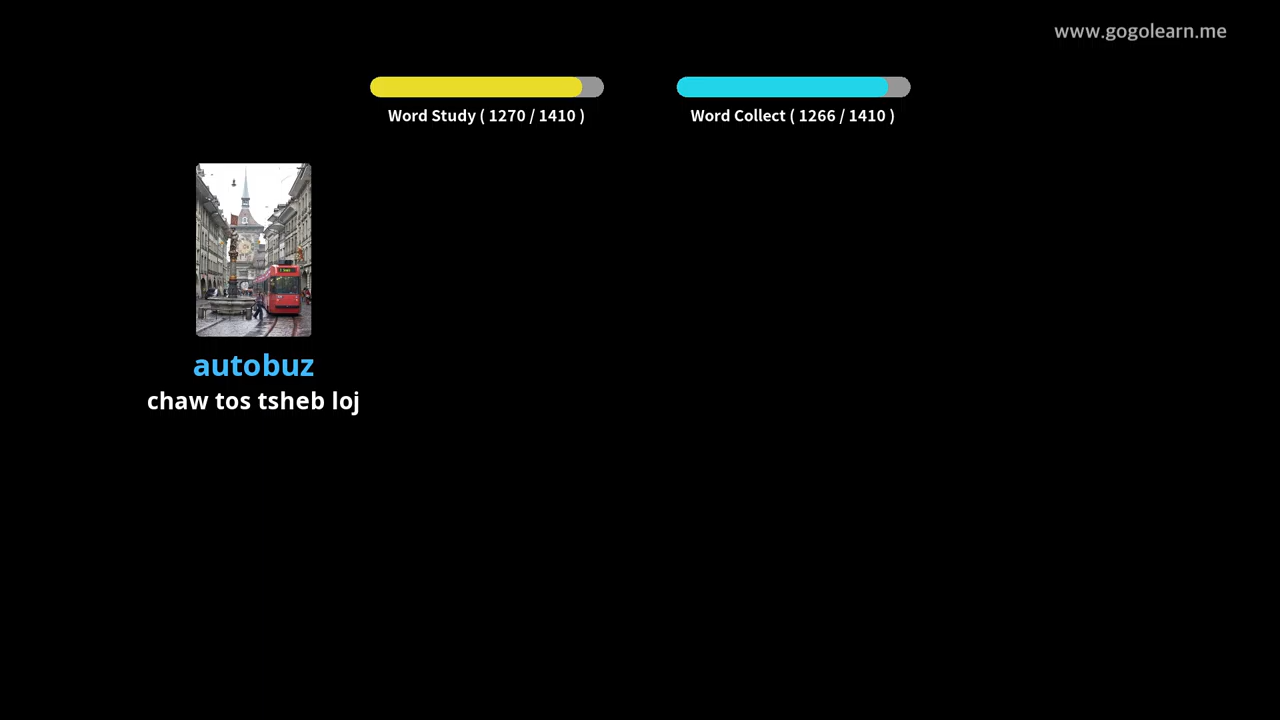 www.gogolearn.me
Word Study ( 1270 / 1410 )
Word Collect ( 1266 / 1410 )
autobuz
chaw tos tsheb loj